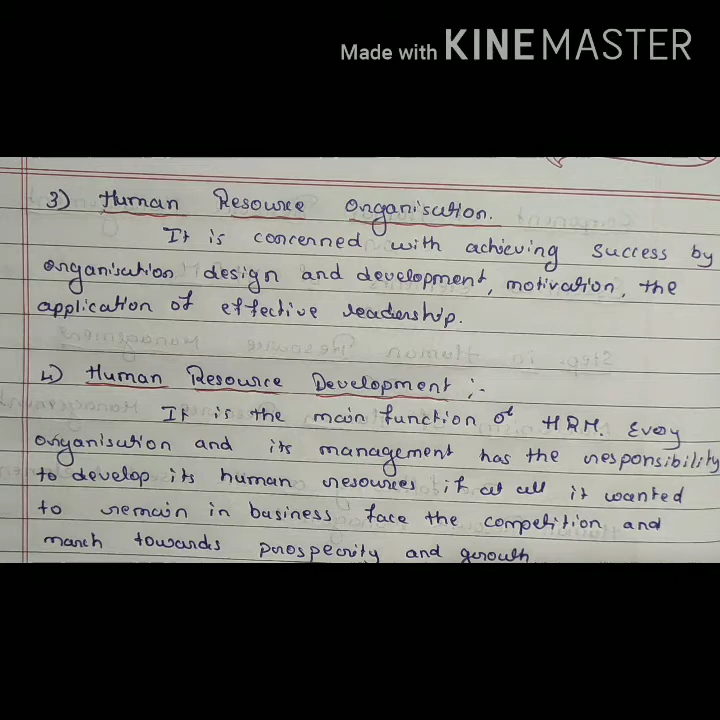 Made with KINEMASTER
3) Human Resource Organisation.
It is concerned with achieving success by
organisation design and development, motivation, the
application of effective leadership.
4) Human Resource Development :-
It is the main function of HRM. Every
organisation and its management has the responsibility
to develop its human resources if at all it wanted
to remain in business face the competition and
march towards prosperity and growth